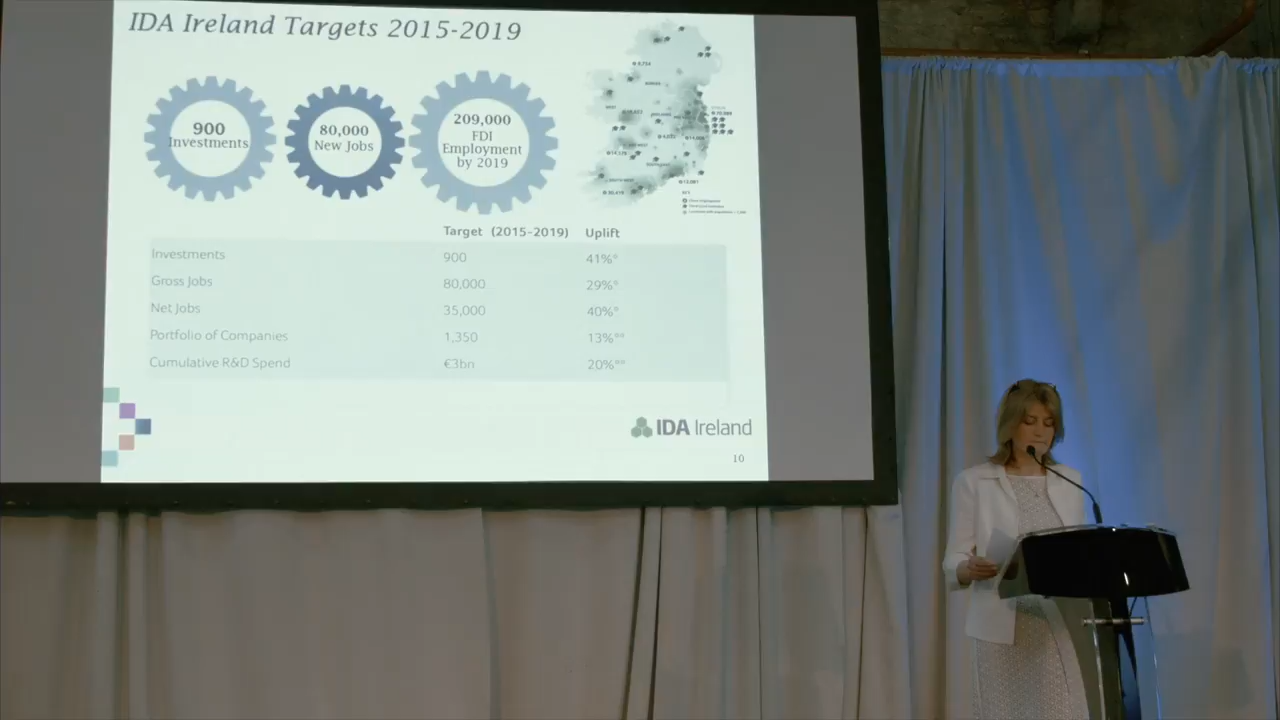 IDA Ireland Targets 2015-2019
900
Investments
80,000
New Jobs
209,000
FDI
Employment
by 2019
Target (2015-2019) Uplift
Investments 900 41%°
Gross Jobs 80,000 29%°
Net Jobs 35,000 40%°
Portfolio of Companies 1,350 13%°°
Cumulative R&D Spend €3bn 20%°°
IDA Ireland
10